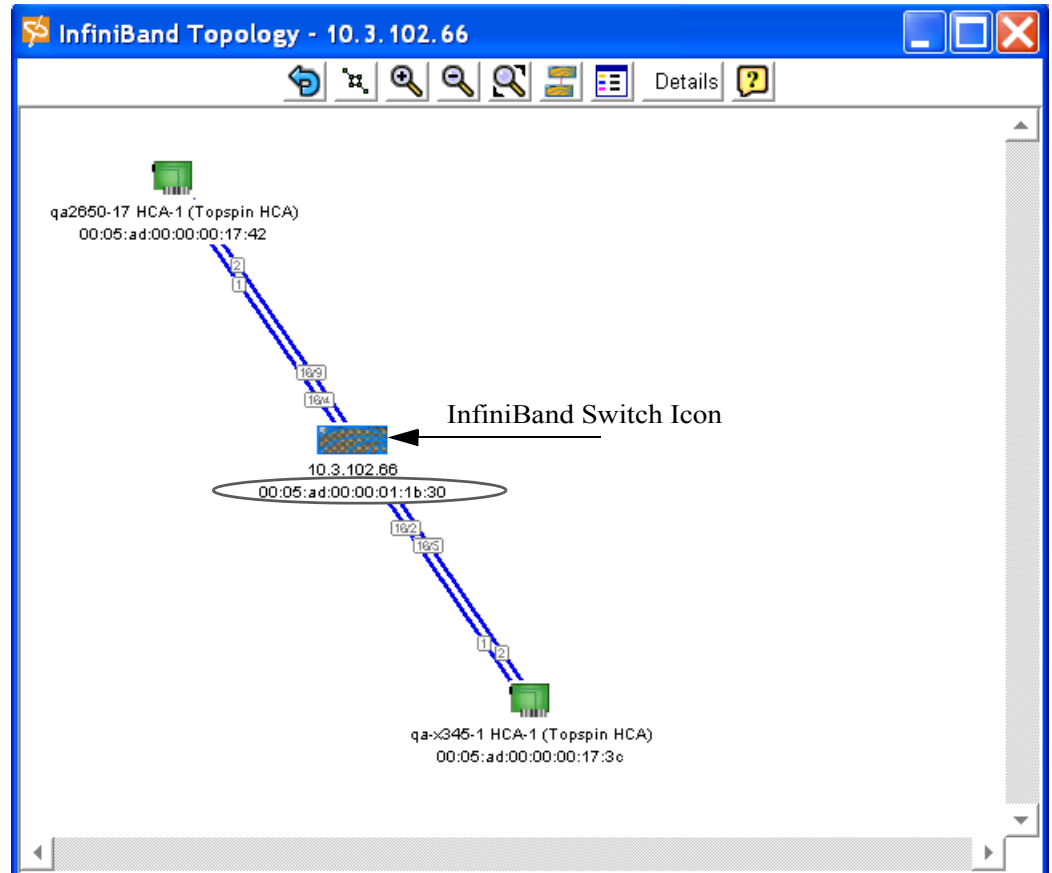 InfiniBand Topology - 10.3.102.66
Details ?
qa2650-17 HCA-1 (Topspin HCA)
00:05:ad:00:00:00:17:42
2
1
16/9
16/4
InfiniBand Switch Icon
10.3.102.66
00:05:ad:00:00:01:1b:30
16/2
16/5
1
2
qa-x345-1 HCA-1 (Topspin HCA)
00:05:ad:00:00:00:17:3c